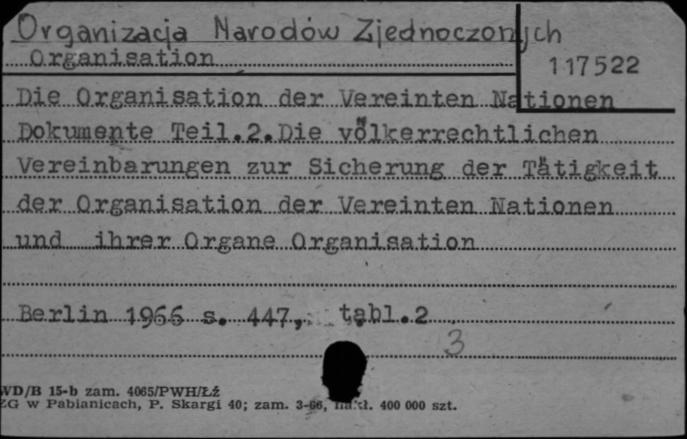 Organizacja Narodów Zjednoczonych
Organisation
117522
Die Organisation der Vereinten Nationen
Dokumente Teil.2.Die völkerrechtlichen
Vereinbarungen zur Sicherung der Tätigkeit
der Organisation der Vereinten Nationen
und ihrer Organe Organisation
Berlin 1966 s. 447, tabl.2
3
WD/B 15-b zam. 4065/PWH/Łź
ZG w Pabianicach, P. Skargi 40; zam. 3-66, nakł. 400 000 szt.